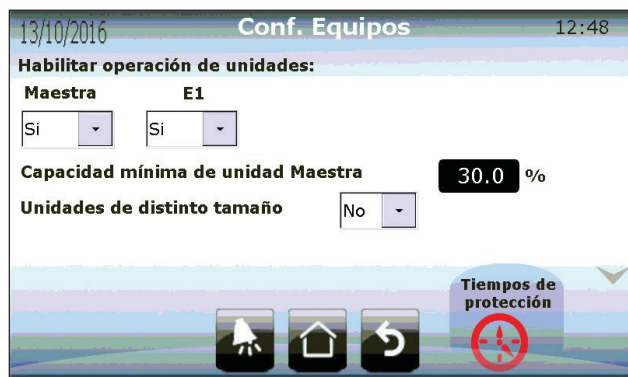 13/10/2016 Conf. Equipos 12:48
Habilitar operación de unidades:
Maestra E1
Si Si
Capacidad mínima de unidad Maestra 30.0 %
Unidades de distinto tamaño No
Tiempos de
protección